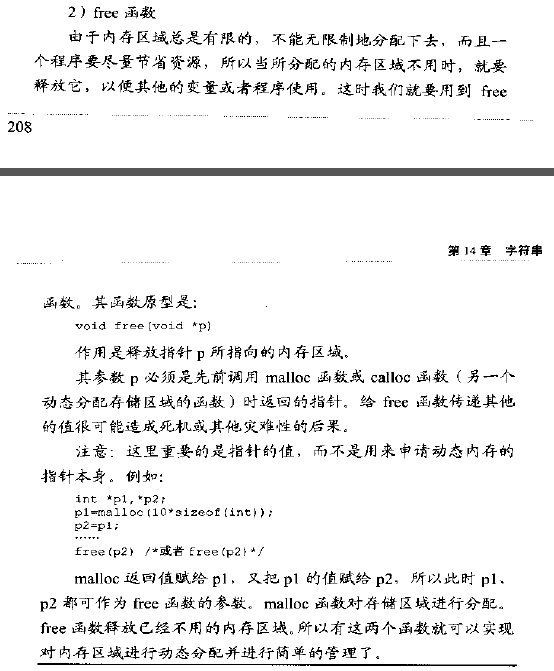 2）free 函数
由于内存区域总是有限的，不能无限制地分配下去，而且一
个程序要尽量节省资源，所以当所分配的内存区域不用时，就要
释放它，以便其他的变量或者程序使用。这时我们就要用到 free
208
第 14 章 字符串
函数。其函数原型是：
void free(void *p)
作用是释放指针 p 所指向的内存区域。
其参数 p 必须是先前调用 malloc 函数或 calloc 函数（另一个
动态分配存储区域的函数）时返回的指针。给 free 函数传递其他
的值很可能造成死机或其他灾难性的后果。
注意：这里重要的是指针的值，而不是用来申请动态内存的
指针本身。例如：
int *p1,*p2;
p1=malloc(10*sizeof(int));
p2=p1;
……
free(p2) /*或者 free(p2)*/
malloc 返回值赋给 p1，又把 p1 的值赋给 p2，所以此时 p1、
p2 都可作为 free 函数的参数。malloc 函数对存储区域进行分配。
free 函数释放已经不用的内存区域。所以有这两个函数就可以实现
对内存区域进行动态分配并进行简单的管理了。